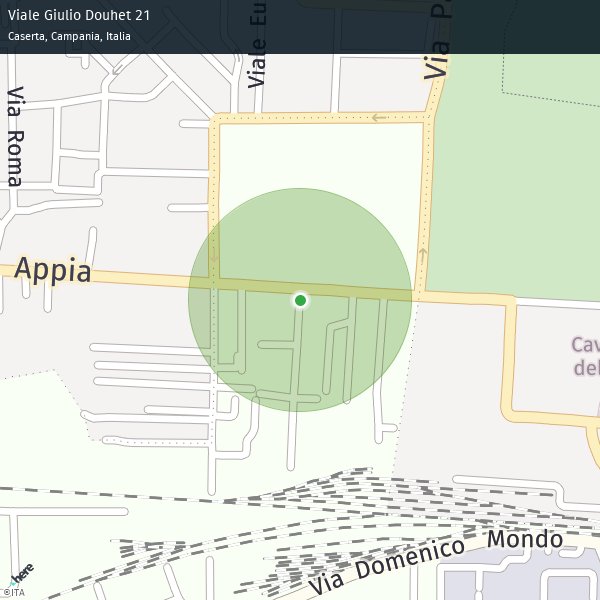 Viale Giulio Douhet 21
Caserta, Campania, Italia
Viale Eu
Via Pa
Via Roma
Appia
Cav
del
Via Domenico Mondo
here
©ITA